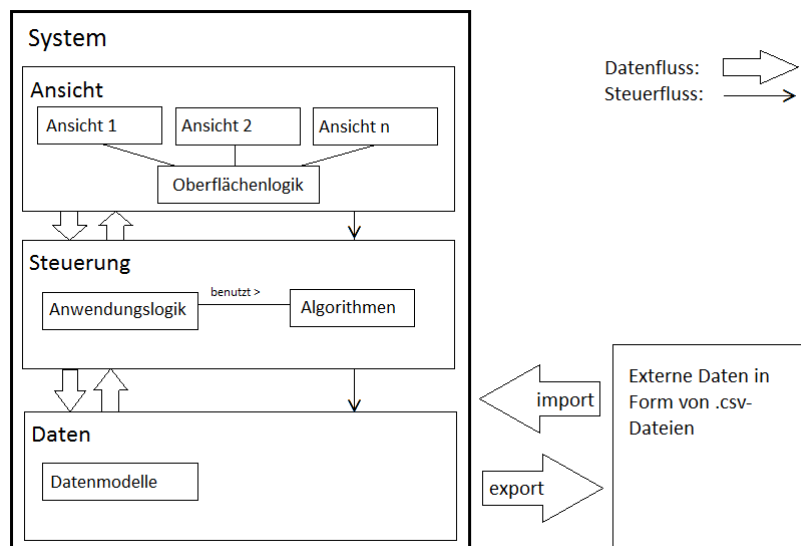 System
Ansicht
Ansicht 1
Ansicht 2
Ansicht n
Oberflächenlogik
Datenfluss:
Steuerfluss:
Steuerung
Anwendungslogik
benutzt >
Algorithmen
Daten
Datenmodelle
import
export
Externe Daten in
Form von .csv-
Dateien